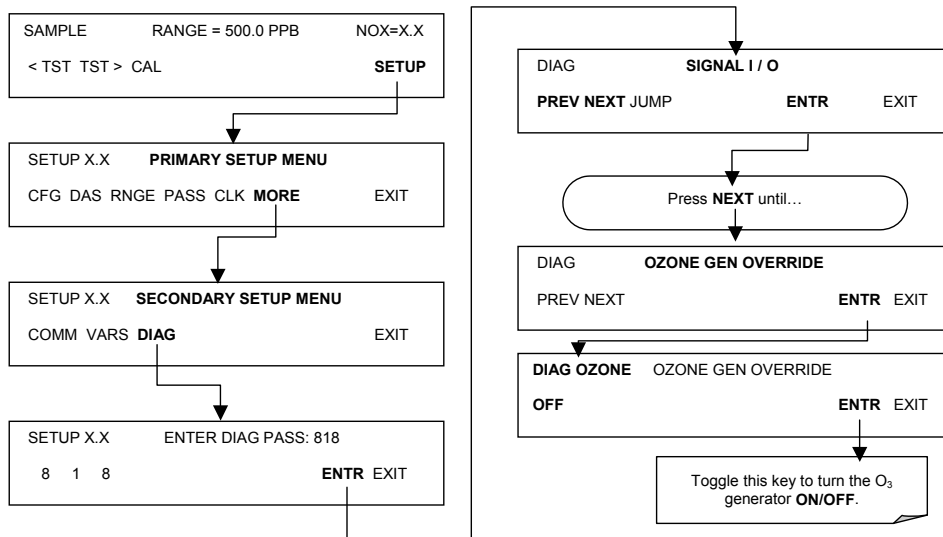 SAMPLE RANGE = 500.0 PPB NOX=X.X
< TST TST > CAL SETUP
SETUP X.X PRIMARY SETUP MENU
CFG DAS RNGE PASS CLK MORE EXIT
SETUP X.X SECONDARY SETUP MENU
COMM VARS DIAG EXIT
SETUP X.X ENTER DIAG PASS: 818
8 1 8 ENTR EXIT
DIAG SIGNAL I / O
PREV NEXT JUMP ENTR EXIT
Press NEXT until…
DIAG OZONE GEN OVERRIDE
PREV NEXT ENTR EXIT
DIAG OZONE OZONE GEN OVERRIDE
OFF ENTR EXIT
Toggle this key to turn the O₃
generator ON/OFF.